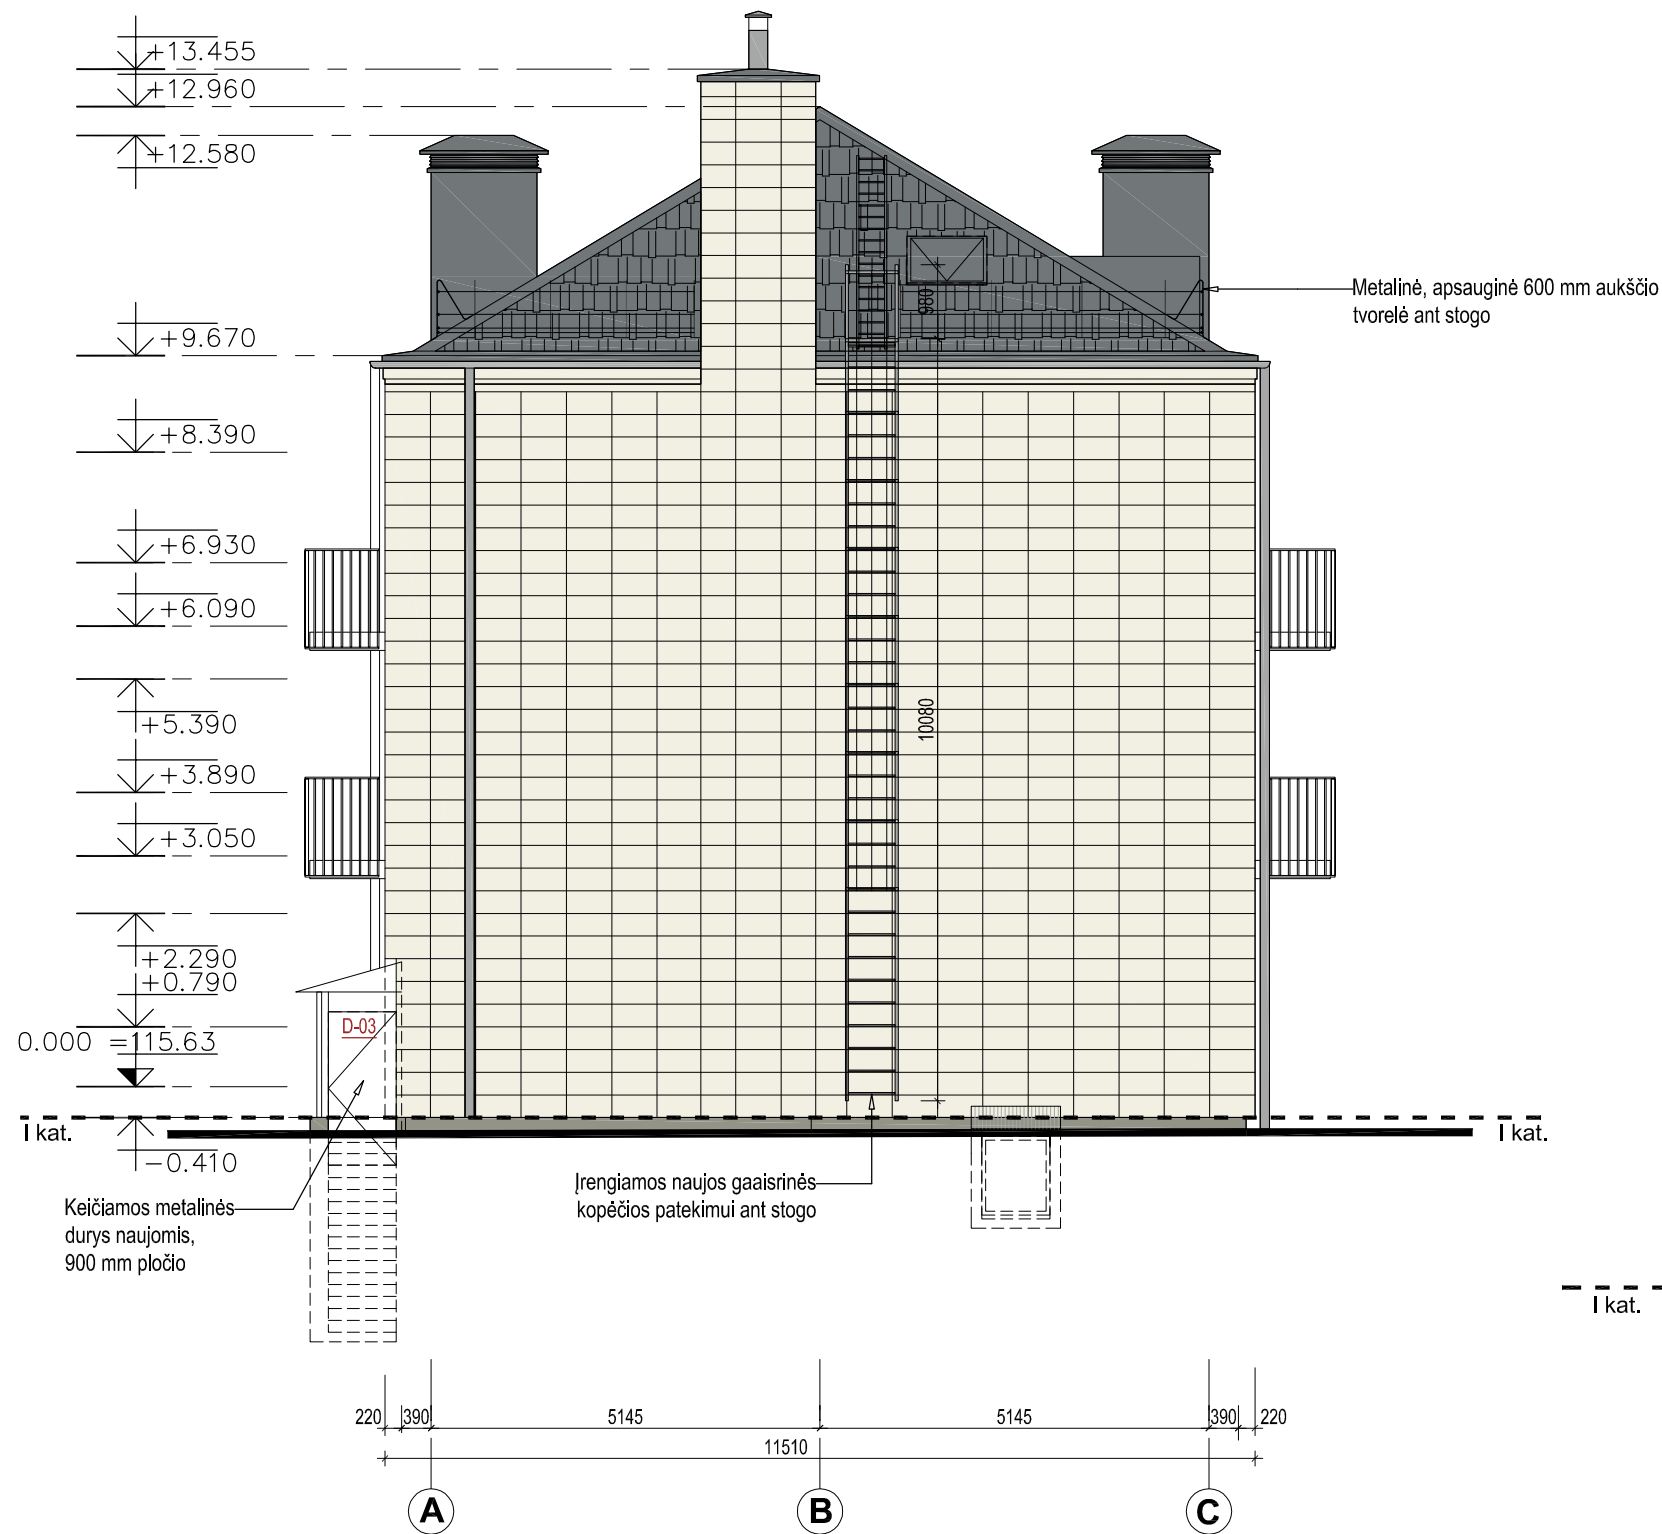 +13.455
+12.960
+12.580
Metalinė, apsauginė 600 mm aukščio
tvorelė ant stogo
980
+9.670
+8.390
+6.930
+6.090
+5.390
10080
+3.890
+3.050
+2.290
+0.790
D-03
0.000 =115.63
I kat.
I kat.
-0.410
Įrengiamos naujos gaaisrinės
kopėčios patekimui ant stogo
Keičiamos metalinės
durys naujomis,
900 mm pločio
I kat.
220 390 5145 5145 390 220
11510
A B C